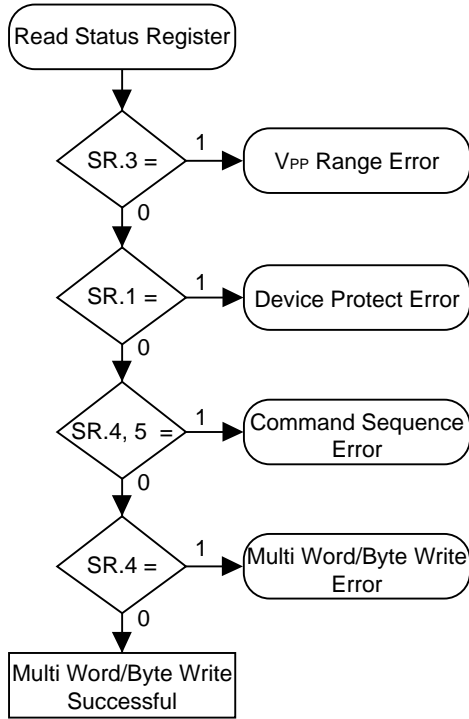 Read Status Register
SR.3 =
1
VPP Range Error
0
SR.1 =
1
Device Protect Error
0
SR.4, 5 =
1
Command Sequence
Error
0
SR.4 =
1
Multi Word/Byte Write
Error
0
Multi Word/Byte Write
Successful